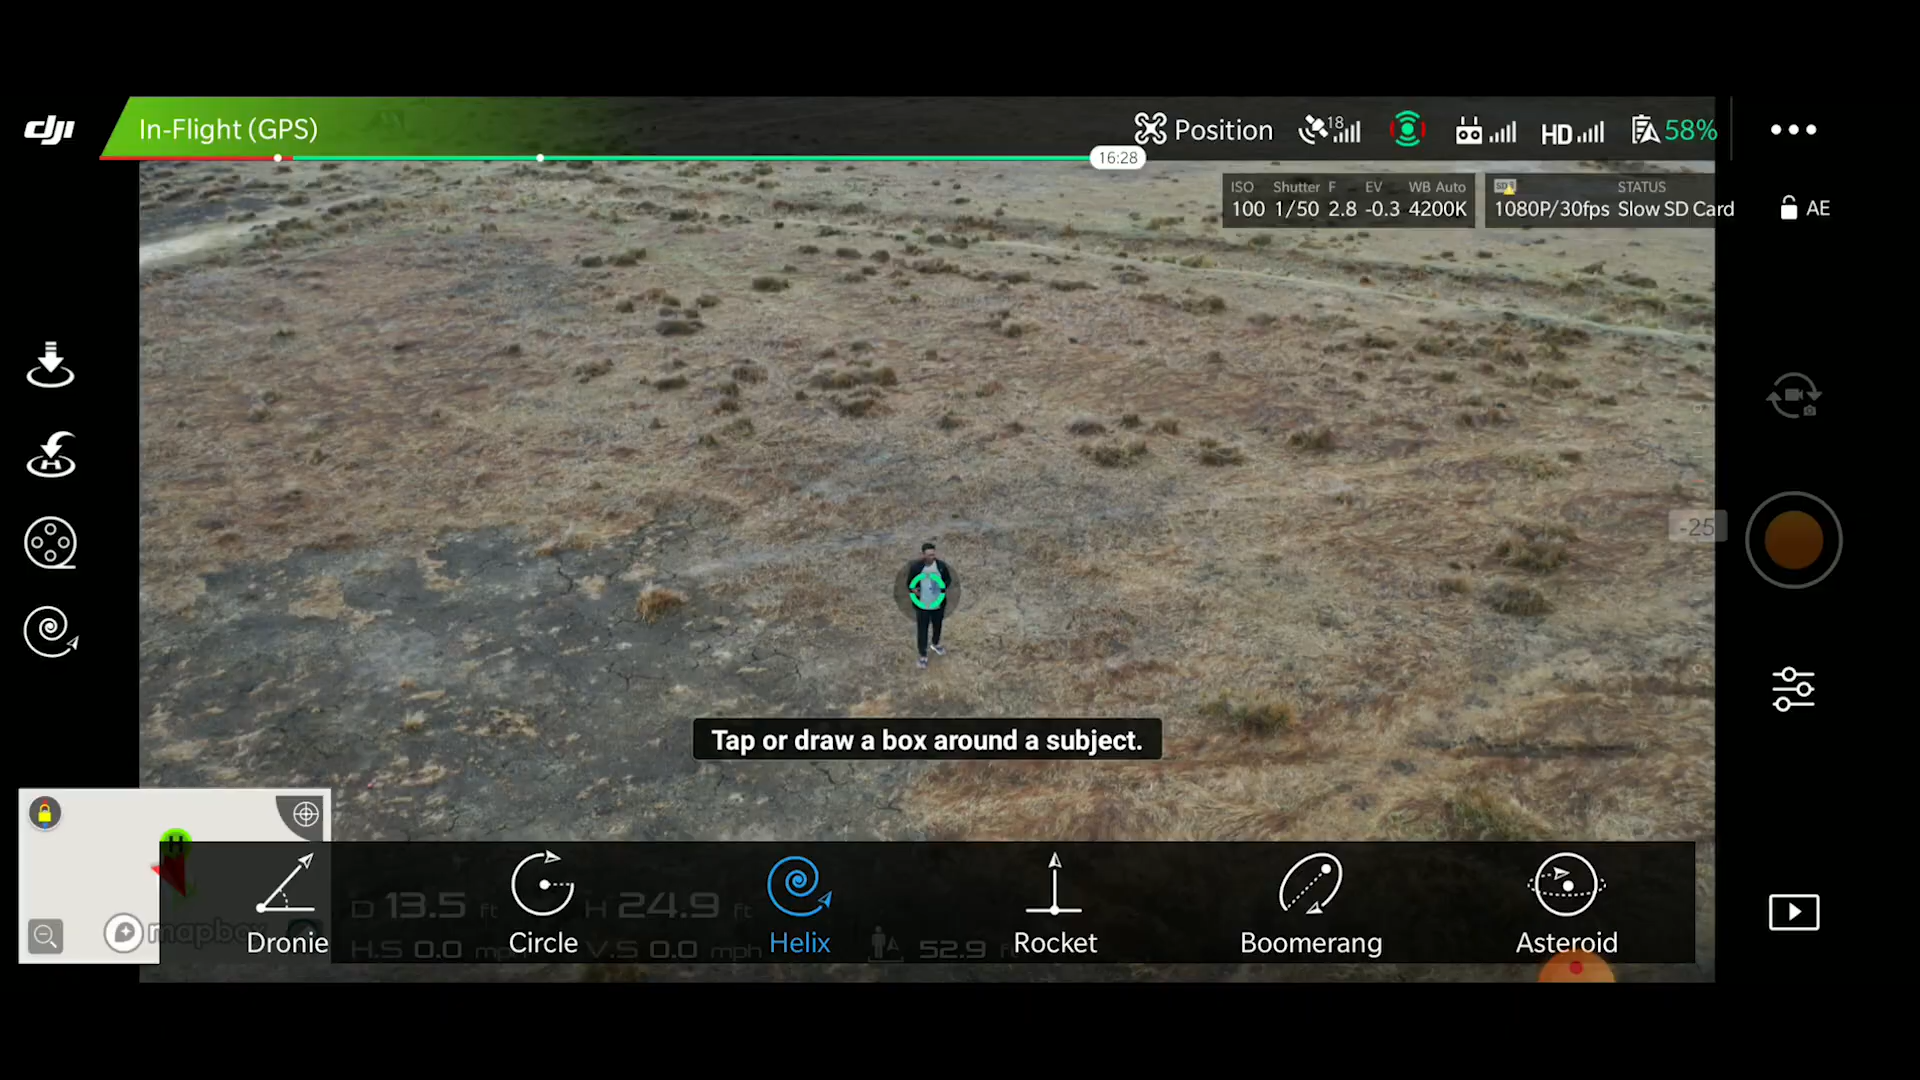 dji
In-Flight (GPS)
Position
18
HD
58%
16:28
ISO Shutter F EV WB Auto
100 1/50 2.8 -0.3 4200K
STATUS
1080P/30fps Slow SD Card
AE
-25
Tap or draw a box around a subject.
H
D 13.5 ft H 24.9 ft
mapbox
H.S 0.0 mph V.S 0.0 mph 52.9
Dronie Circle Helix Rocket Boomerang Asteroid